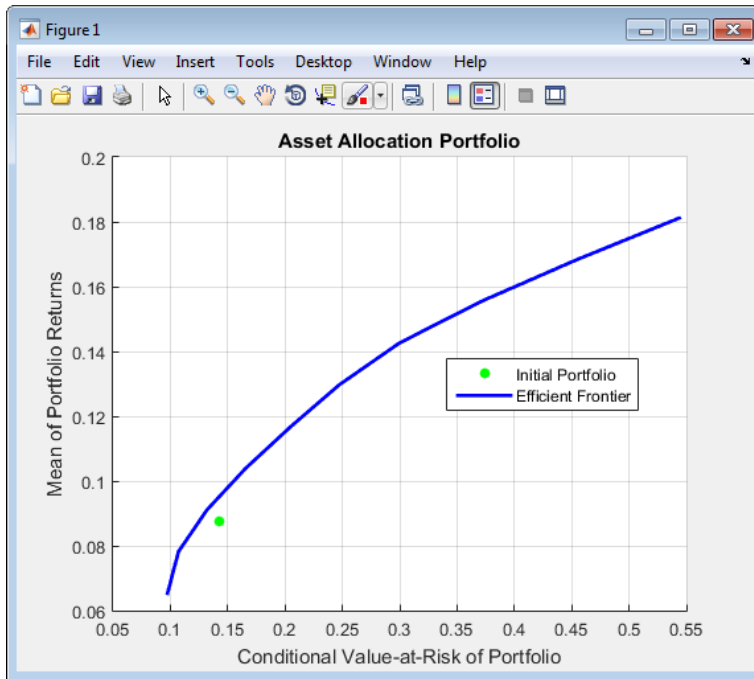 Figure 1
File Edit View Insert Tools Desktop Window Help
Asset Allocation Portfolio
0.2
0.18
0.16
0.14
0.12
0.1
0.08
0.06
Mean of Portfolio Returns
Initial Portfolio
Efficient Frontier
0.05 0.1 0.15 0.2 0.25 0.3 0.35 0.4 0.45 0.5 0.55
Conditional Value-at-Risk of Portfolio